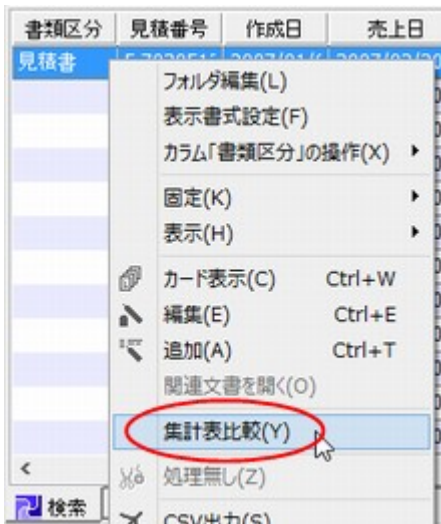 書類区分 見積番号 作成日 売上日
見積書
フォルダ編集(L)
表示書式設定(F)
カラム「書類区分」の操作(X)
固定(K)
表示(H)
カード表示(C) Ctrl+W
編集(E) Ctrl+E
追加(A) Ctrl+T
関連文書を開く(O)
集計表比較(Y)
処理無し(Z)
検索
CSV出力(S)